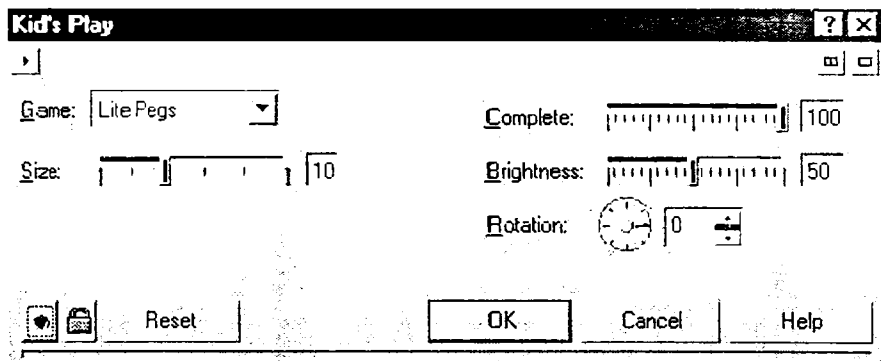 Kid's Play
Game: Lite Pegs
Complete: 100
Size: 10
Brightness: 50
Rotation: 0
Reset OK Cancel Help